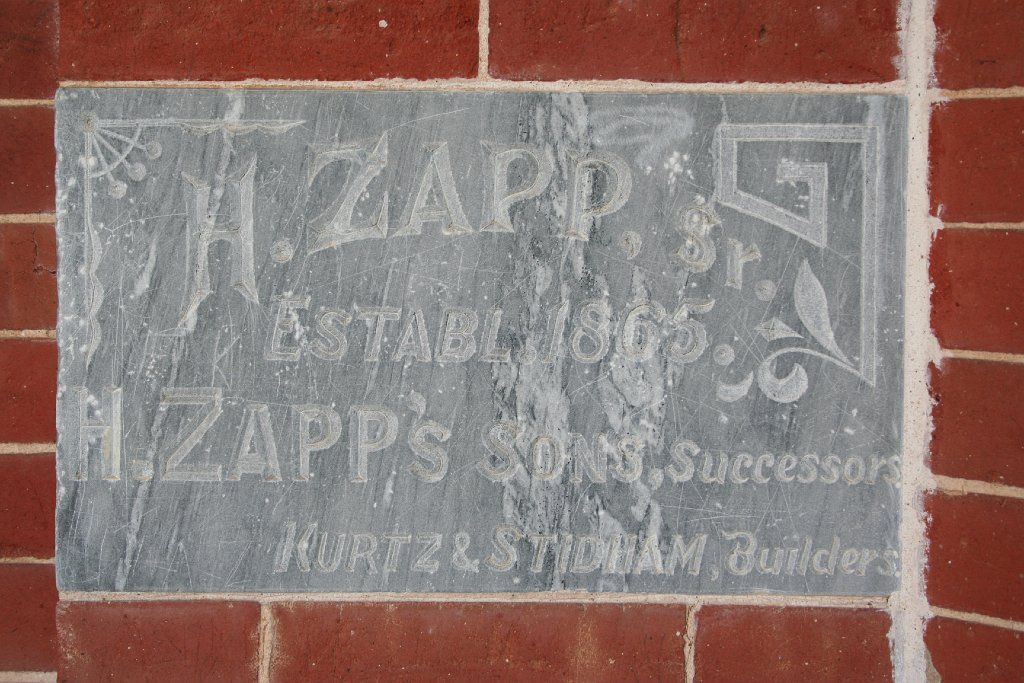 H. ZAPP, Sr.
ESTABL. 1865.
H. ZAPP'S SONS, Successors
KURTZ & STIDHAM, Builders.